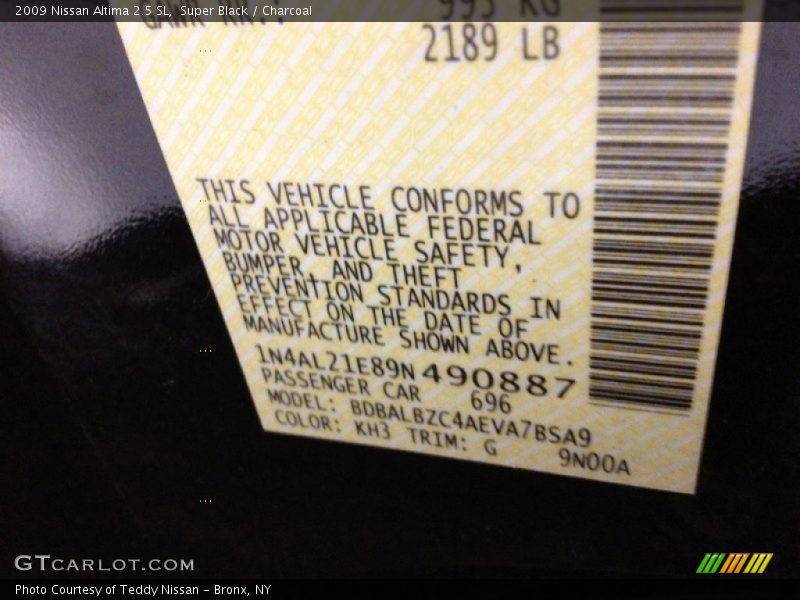 2009 Nissan Altima 2.5 SL, Super Black / Charcoal
995 KG
2189 LB
THIS VEHICLE CONFORMS TO
ALL APPLICABLE FEDERAL
MOTOR VEHICLE SAFETY,
BUMPER, AND THEFT
PREVENTION STANDARDS IN
EFFECT ON THE DATE OF
MANUFACTURE SHOWN ABOVE.
1N4AL21E89N490887
PASSENGER CAR 696
MODEL: BDBALBZC4AEVA7BSA9
COLOR: KH3 TRIM: G 9N00A
GTCARLOT.COM
Photo Courtesy of Teddy Nissan - Bronx, NY